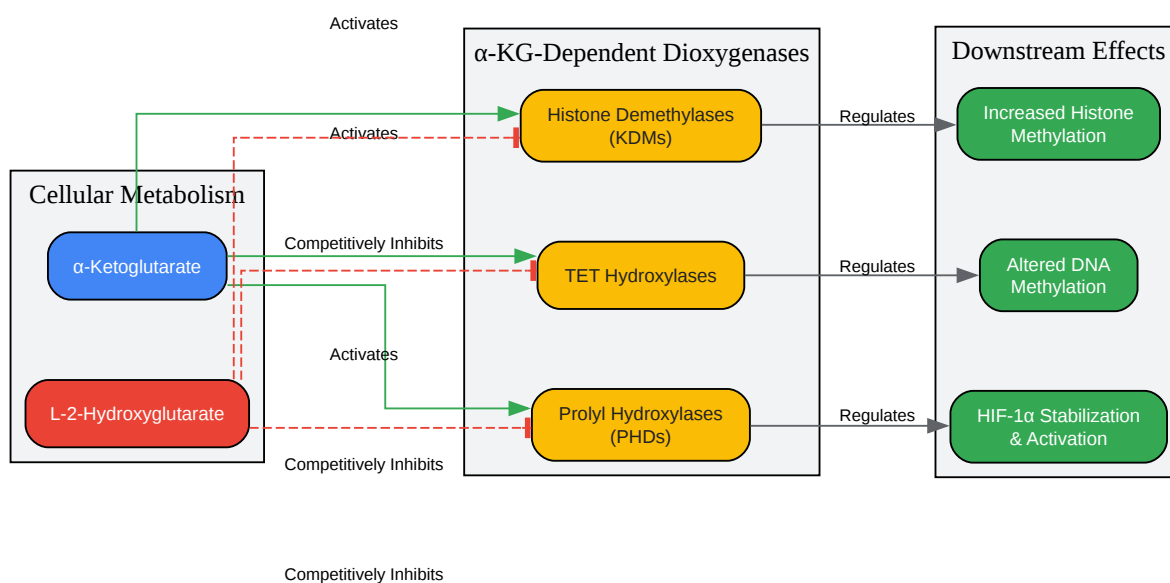 Activates
α-KG-Dependent Dioxygenases
Downstream Effects
Histone Demethylases
(KDMs)
Regulates
Increased Histone
Methylation
Activates
Cellular Metabolism
α-Ketoglutarate
Competitively Inhibits
TET Hydroxylases
Regulates
Altered DNA
Methylation
Activates
L-2-Hydroxyglutarate
Prolyl Hydroxylases
(PHDs)
Regulates
HIF-1α Stabilization
& Activation
Competitively Inhibits
Competitively Inhibits